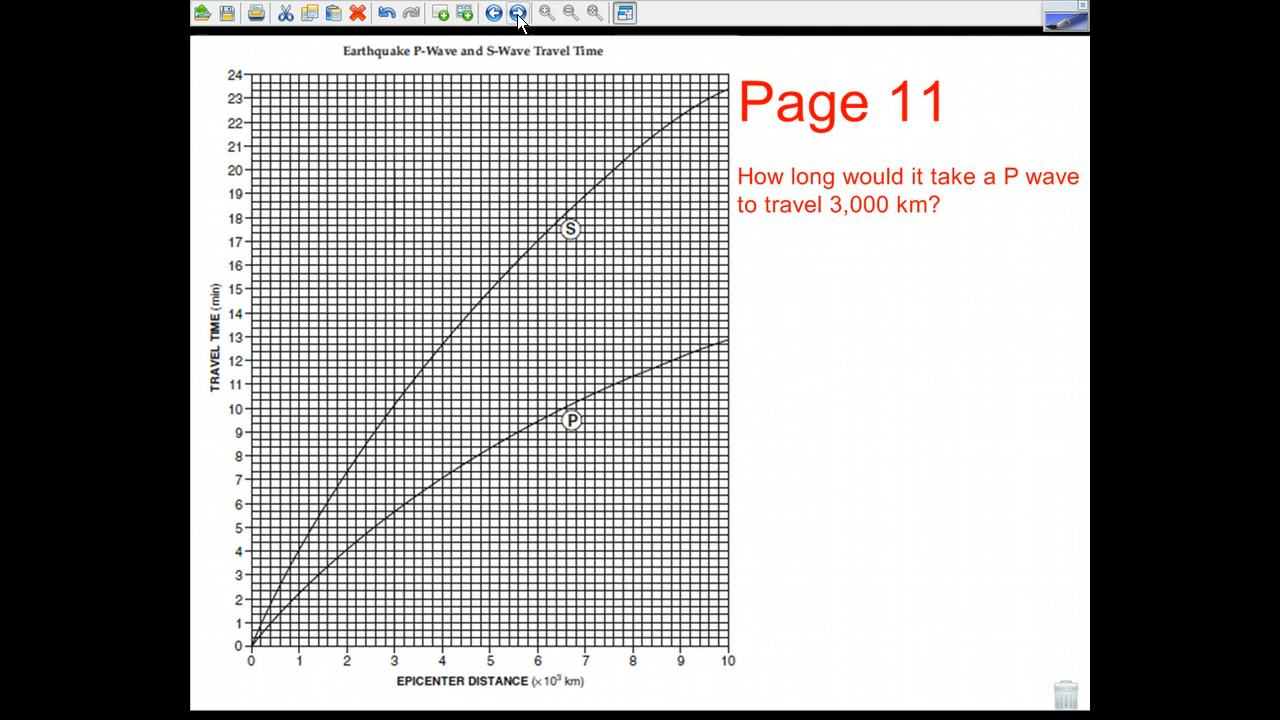 Earthquake P-Wave and S-Wave Travel Time
Page 11
How long would it take a P wave
to travel 3,000 km?
TRAVEL TIME (min)
24
23
22
21
20
19
18
17
16
15
14
13
12
11
10
9
8
7
6
5
4
3
2
1
0
S
P
0 1 2 3 4 5 6 7 8 9 10
EPICENTER DISTANCE (× 10³ km)